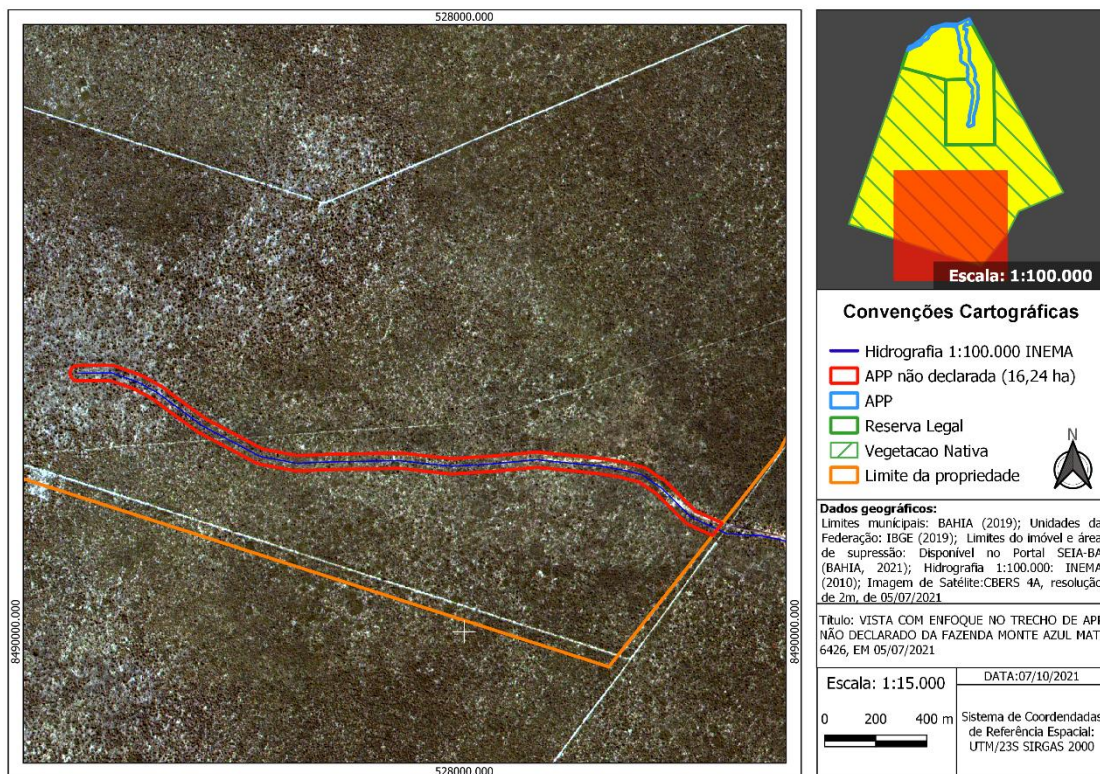 528000.000
8490000.000
8490000.000
528000.000
Escala: 1:100.000
Convenções Cartográficas
Hidrografia 1:100.000 INEMA
APP não declarada (16,24 ha)
APP
Reserva Legal
Vegetacao Nativa
Limite da propriedade
N
Dados geográficos:
Limites munícipais: BAHIA (2019); Unidades da
Federação: IBGE (2019); Limites do imóvel e área
de supressão: Disponível no Portal SEIA-BA
(BAHIA, 2021); Hidrografia 1:100.000: INEMA
(2010); Imagem de Satélite:CBERS 4A, resolução
de 2m, de 05/07/2021
Título: VISTA COM ENFOQUE NO TRECHO DE APP
NÃO DECLARADO DA FAZENDA MONTE AZUL MAT
6426, EM 05/07/2021
Escala: 1:15.000
0 200 400 m
DATA:07/10/2021
Sistema de Coordendadas
de Referência Espacial:
UTM/23S SIRGAS 2000